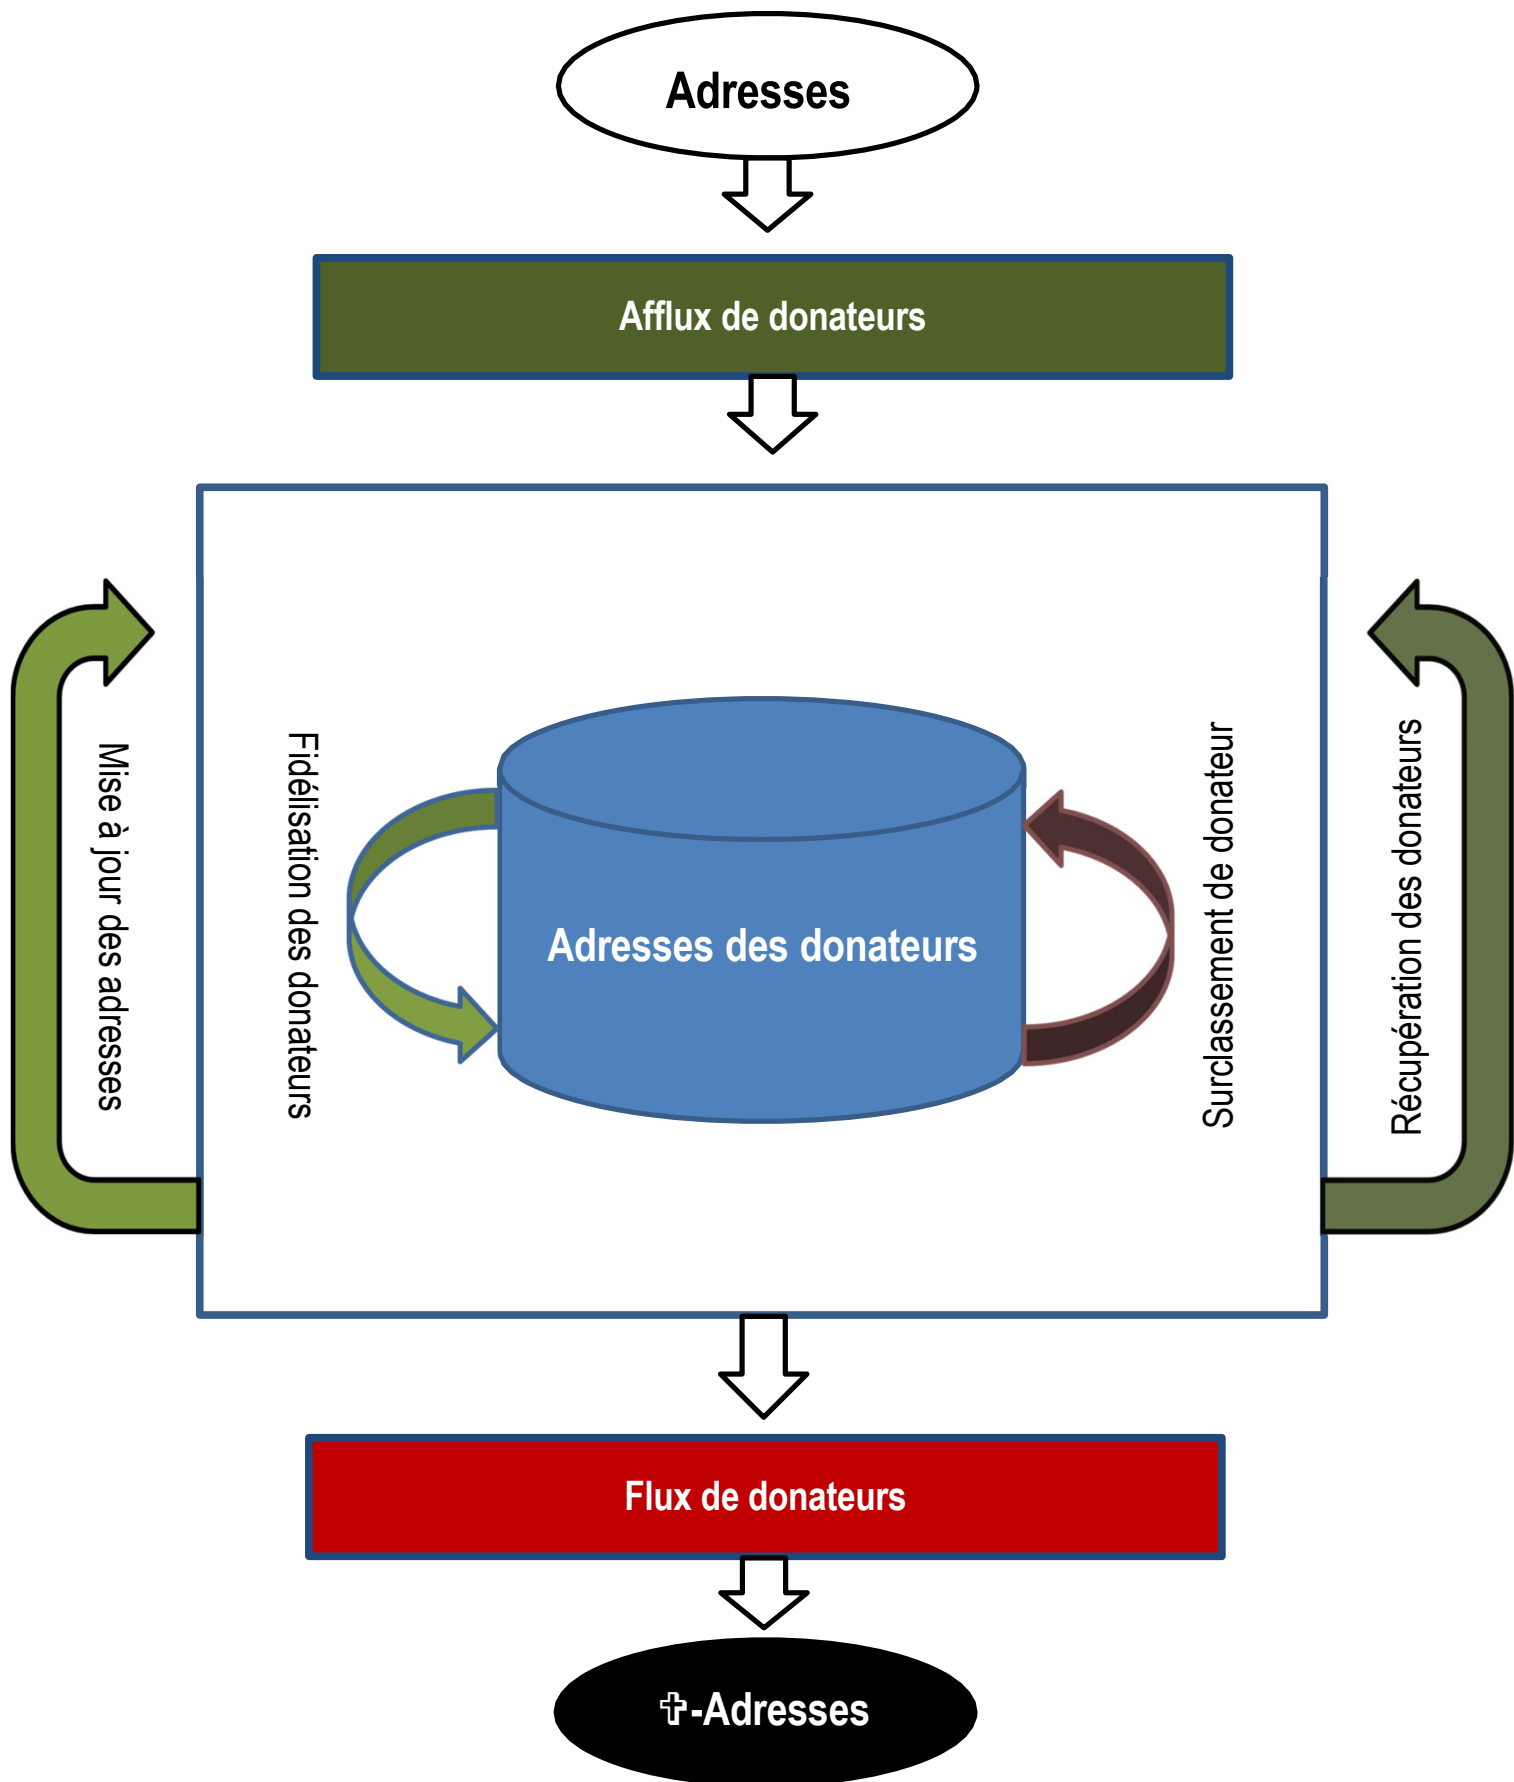 Adresses
Afflux de donateurs
Mise à jour des adresses
Fidélisation des donateurs
Adresses des donateurs
Surclassement de donateur
Récupération des donateurs
Flux de donateurs
✞-Adresses